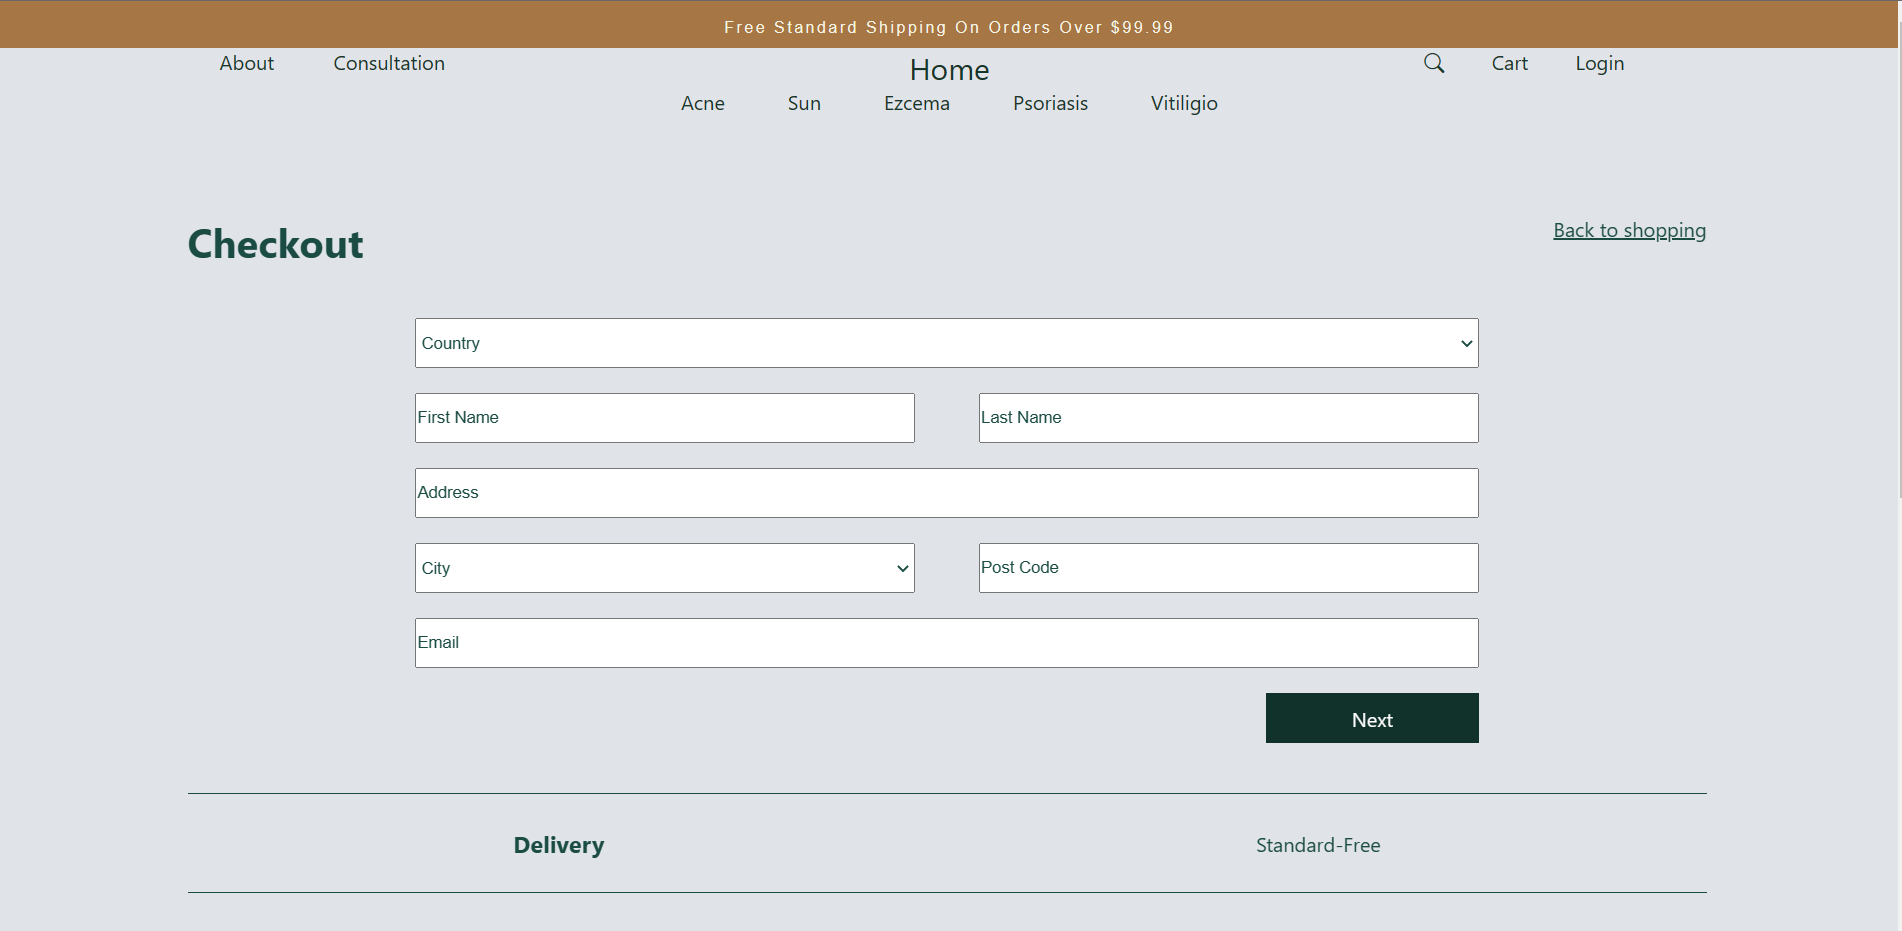 Free Standard Shipping On Orders Over $99.99
About Consultation Home Cart Login
Acne Sun Ezcema Psoriasis Vitiligio
Checkout Back to shopping
Country
First Name Last Name
Address
City Post Code
Email
Next
Delivery Standard-Free